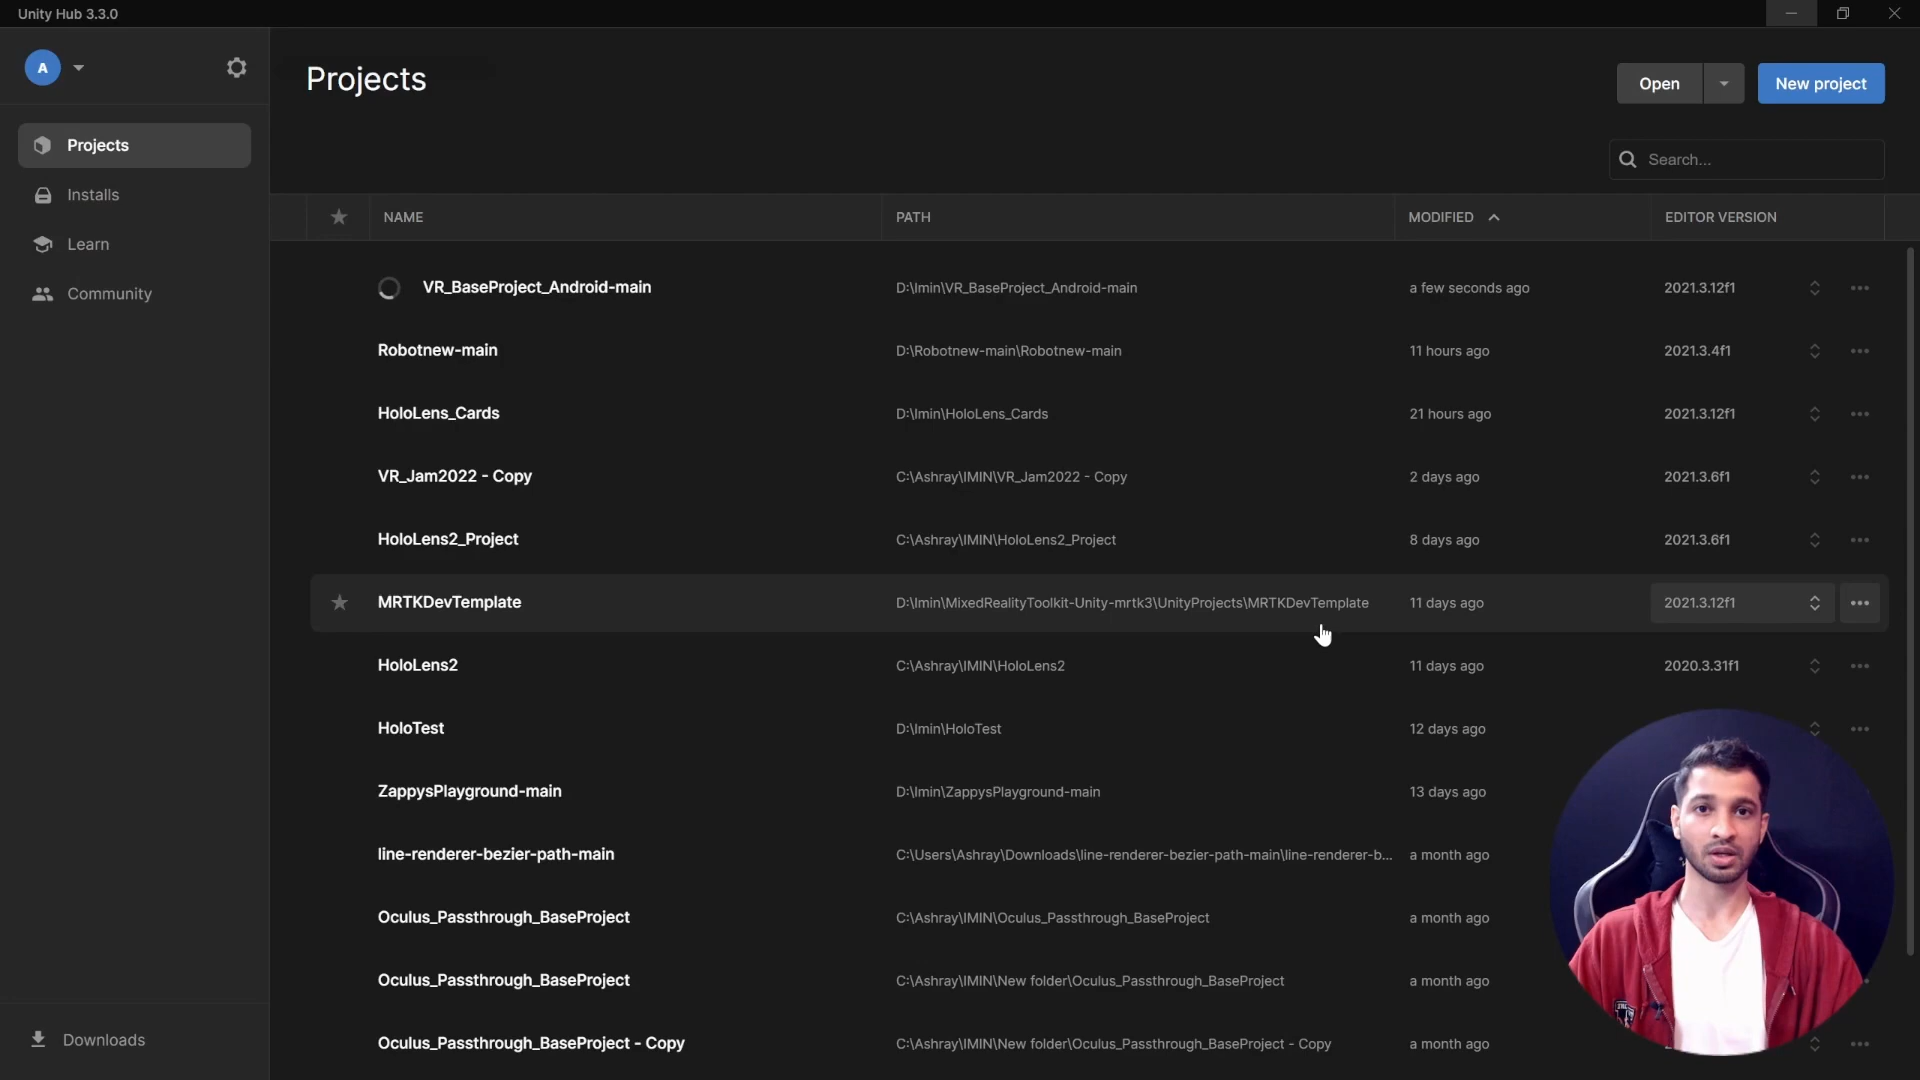 Unity Hub 3.3.0
A
Projects
Open
New project
Projects
Search...
Installs
NAME PATH MODIFIED EDITOR VERSION
Learn
VR_BaseProject_Android-main D:\Imin\VR_BaseProject_Android-main a few seconds ago 2021.3.12f1
Community
Robotnew-main D:\Robotnew-main\Robotnew-main 11 hours ago 2021.3.4f1
HoloLens_Cards D:\Imin\HoloLens_Cards 21 hours ago 2021.3.12f1
VR_Jam2022 - Copy C:\Ashray\IMIN\VR_Jam2022 - Copy 2 days ago 2021.3.6f1
HoloLens2_Project C:\Ashray\IMIN\HoloLens2_Project 8 days ago 2021.3.6f1
MRTKDevTemplate D:\Imin\MixedRealityToolkit-Unity-mrtk3\UnityProjects\MRTKDevTemplate 11 days ago 2021.3.12f1
HoloLens2 C:\Ashray\IMIN\HoloLens2 11 days ago 2020.3.31f1
HoloTest D:\Imin\HoloTest 12 days ago
ZappysPlayground-main D:\Imin\ZappysPlayground-main 13 days ago
line-renderer-bezier-path-main C:\Users\Ashray\Downloads\line-renderer-bezier-path-main\line-renderer-b... a month ago
Oculus_Passthrough_BaseProject C:\Ashray\IMIN\Oculus_Passthrough_BaseProject a month ago
Oculus_Passthrough_BaseProject C:\Ashray\IMIN\New folder\Oculus_Passthrough_BaseProject a month ago
Oculus_Passthrough_BaseProject - Copy C:\Ashray\IMIN\New folder\Oculus_Passthrough_BaseProject - Copy a month ago
Downloads